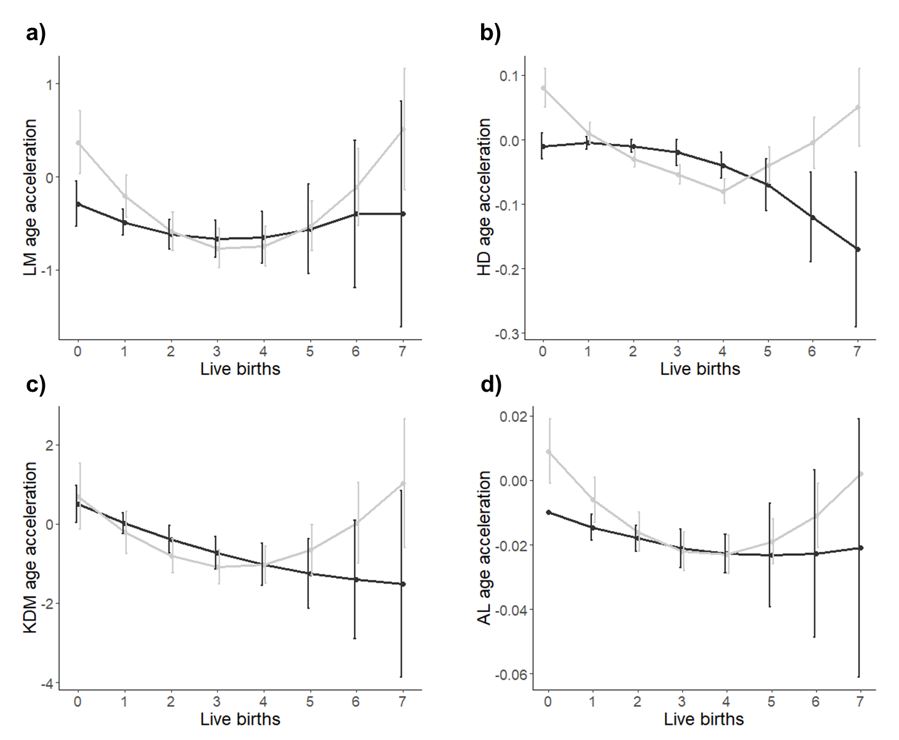 a)
LM age acceleration
1
0
-1
0 1 2 3 4 5 6 7
Live births
b)
HD age acceleration
0.1
0.0
-0.1
-0.2
-0.3
0 1 2 3 4 5 6 7
Live births
c)
KDM age acceleration
2
0
-2
-4
0 1 2 3 4 5 6 7
Live births
d)
AL age acceleration
0.02
0.00
-0.02
-0.04
-0.06
0 1 2 3 4 5 6 7
Live births